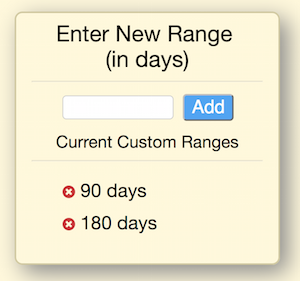 Enter New Range
(in days)
Add
Current Custom Ranges
90 days
180 days